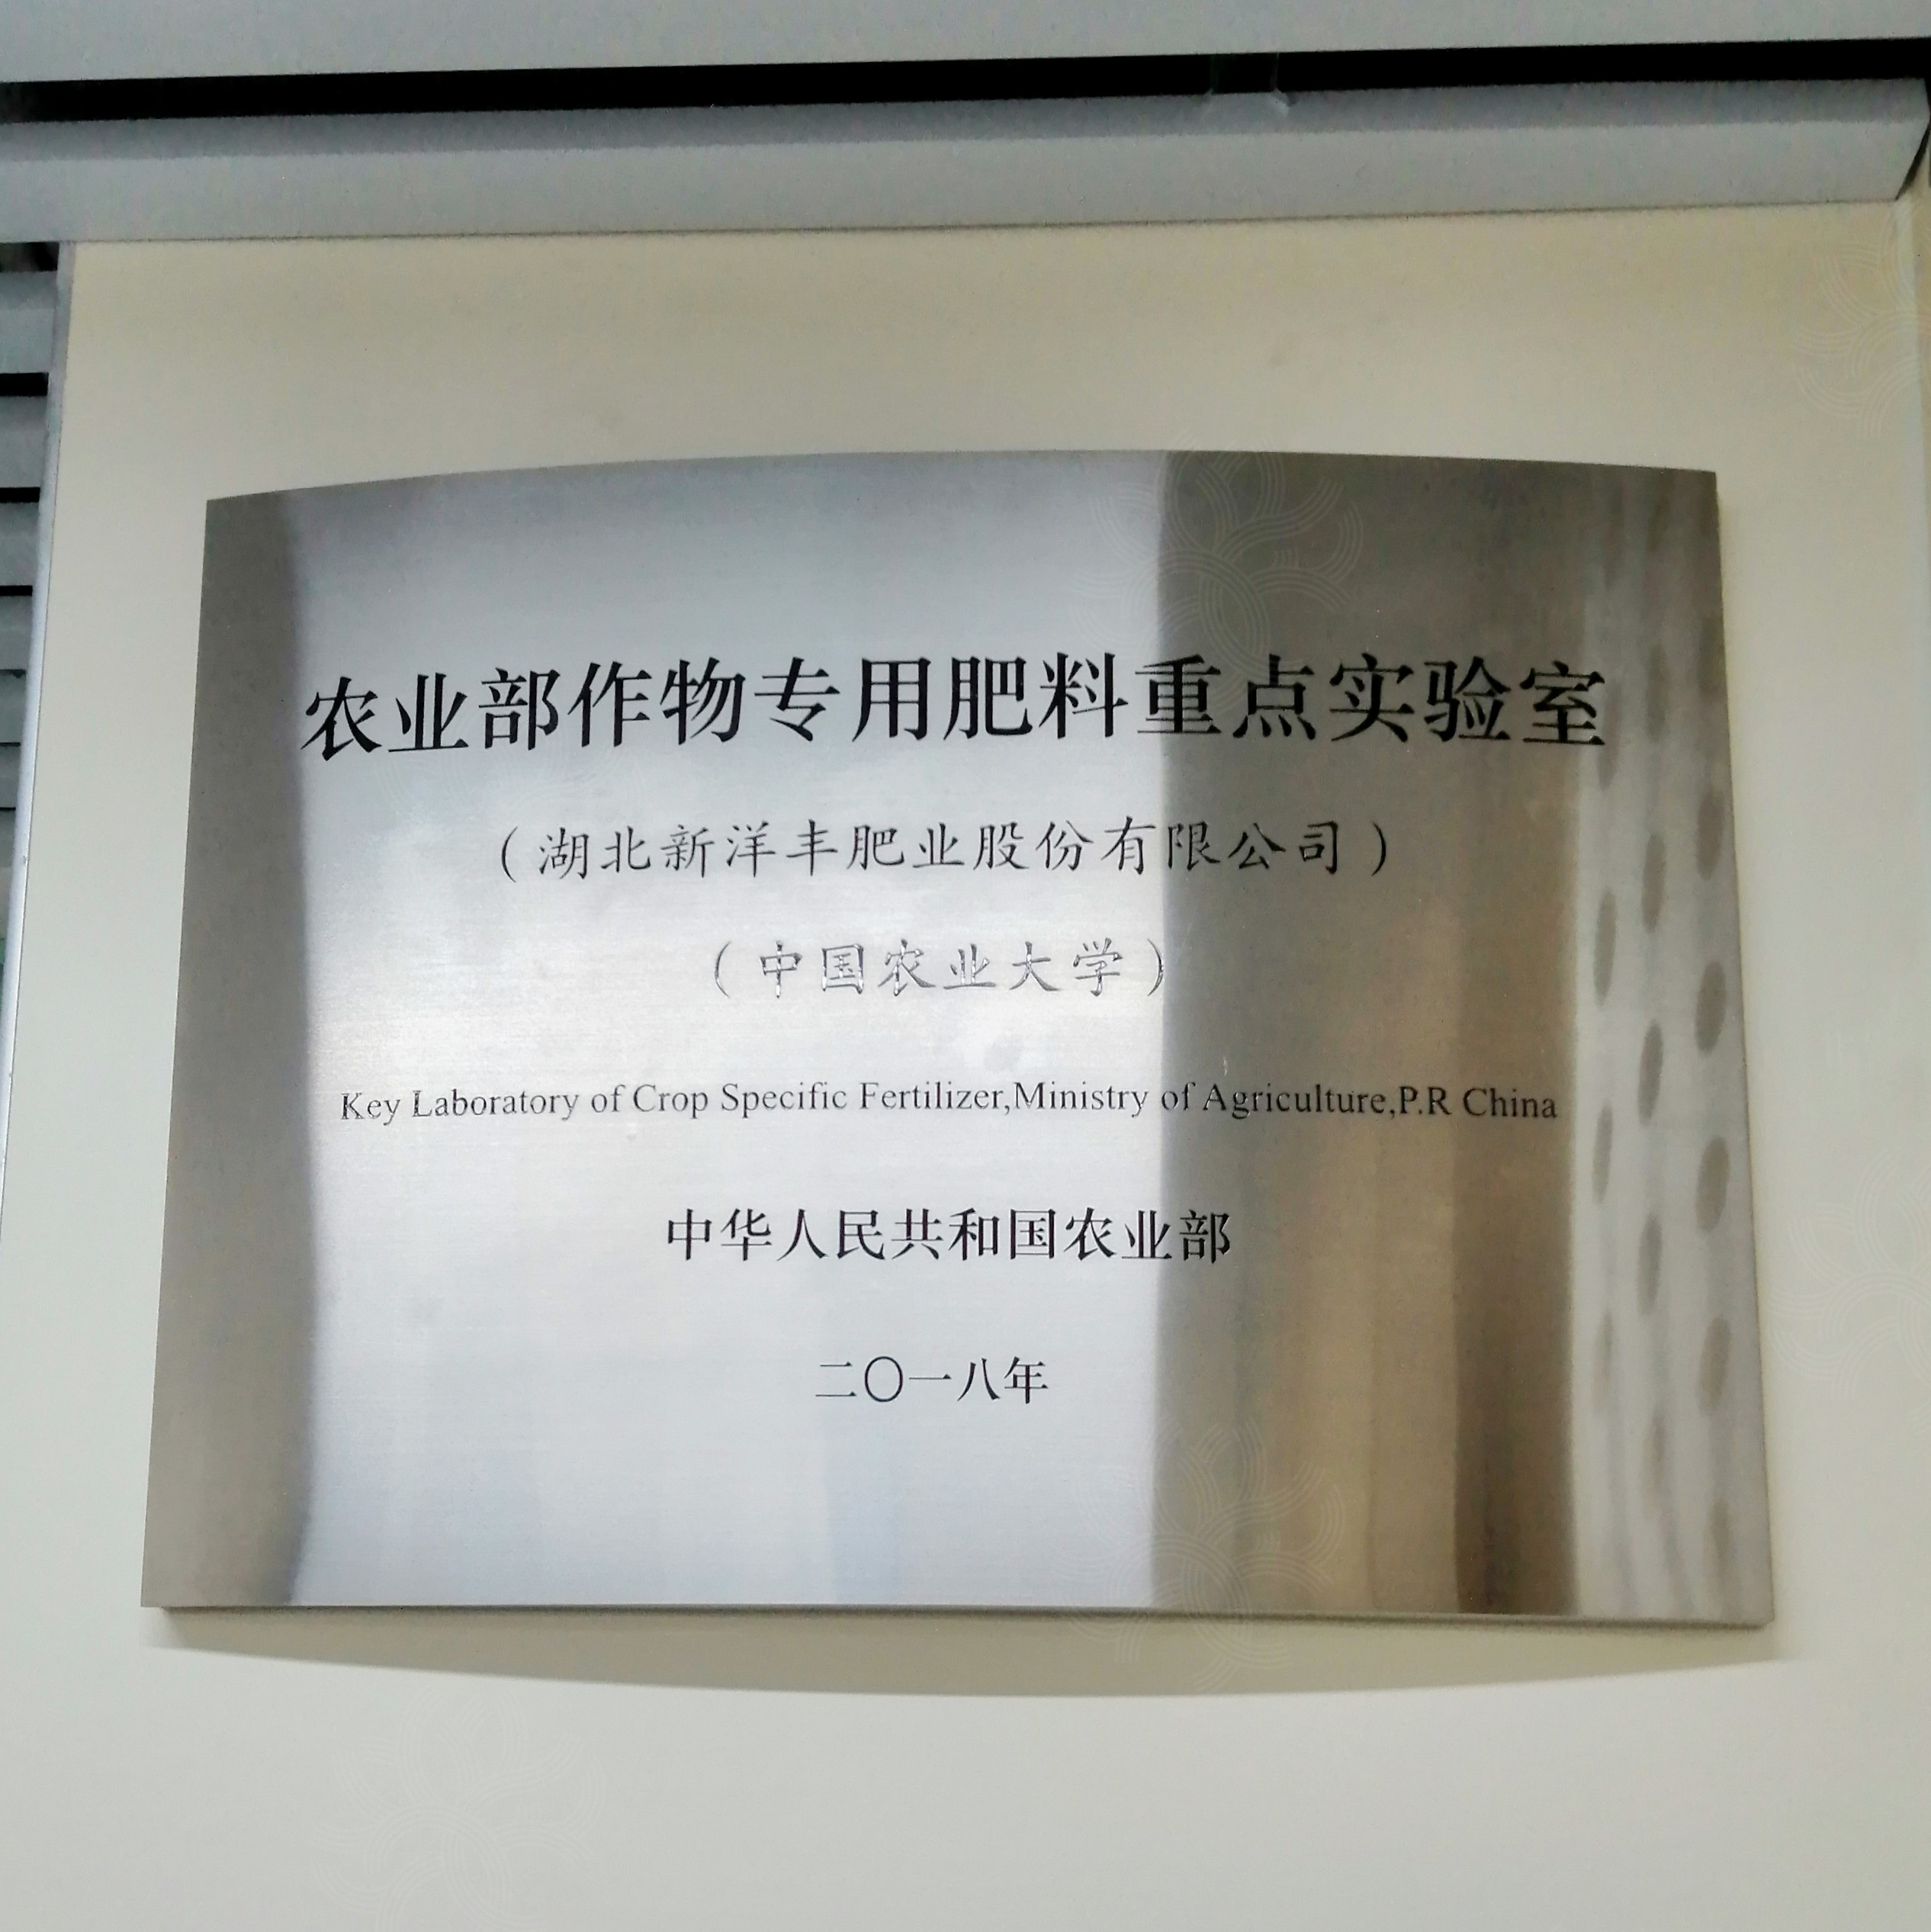 农业部作物专用肥料重点实验室
（湖北新洋丰肥业股份有限公司）
（中国农业大学）
Key Laboratory of Crop Specific Fertilizer,Ministry of Agriculture,P.R China
中华人民共和国农业部
二〇一八年